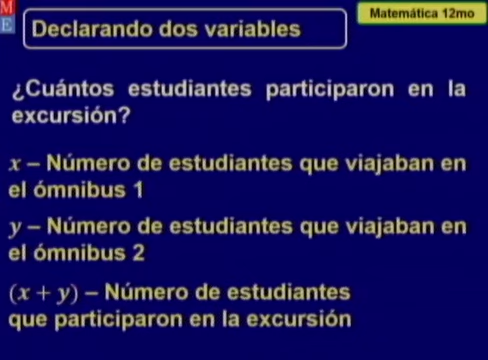 M
E
Matemática 12mo
Declarando dos variables
¿Cuántos estudiantes participaron en la
excursión?
x – Número de estudiantes que viajaban en
el ómnibus 1
y – Número de estudiantes que viajaban en
el ómnibus 2
(x + y) – Número de estudiantes
que participaron en la excursión